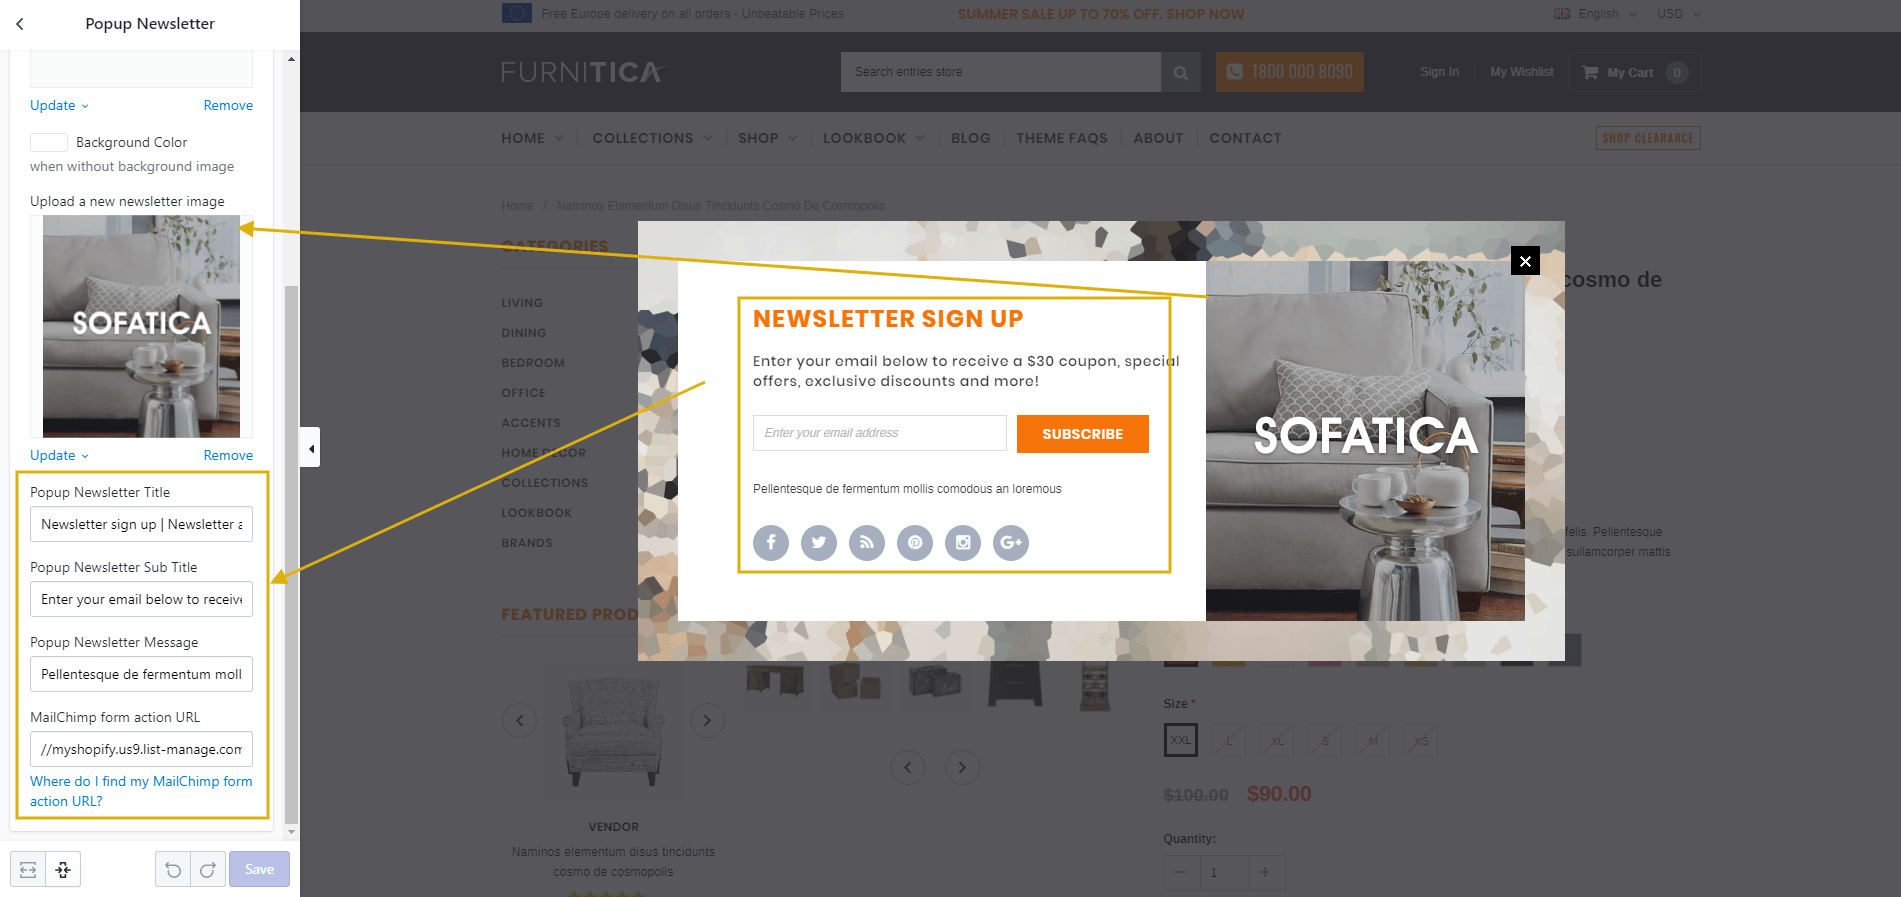 Popup Newsletter
Update
Remove
Background Color
when without background image
Upload a new newsletter image
SOFATICA
Update
Remove
Popup Newsletter Title
Newsletter sign up | Newsletter a
Popup Newsletter Sub Title
Enter your email below to receive
Popup Newsletter Message
Pellentesque de fermentum moll
MailChimp form action URL
//myshopify.us9.list-manage.com
Where do I find my MailChimp form
action URL?
Save
Free Europe delivery on all orders - Unbeatable Prices
SUMMER SALE UP TO 70% OFF. SHOP NOW
English
USD
FURNITICA
Search entries store
1800 000 8090
Sign In
My Wishlist
My Cart 0
HOME
COLLECTIONS
SHOP
LOOKBOOK
BLOG
THEME FAQS
ABOUT
CONTACT
SHOP CLEARANCE
Home / Naminos Elementum Disus Tincidunts Cosmo De Cosmopolis
CATEGORIES
LIVING
DINING
BEDROOM
OFFICE
ACCENTS
HOME DECOR
COLLECTIONS
LOOKBOOK
BRANDS
FEATURED PROD
NEWSLETTER SIGN UP
Enter your email below to receive a $30 coupon, special
offers, exclusive discounts and more!
Enter your email address
SUBSCRIBE
Pellentesque de fermentum mollis comodous an loremous
SOFATICA
cosmo de
felis. Pellentesque
sullamcorper mattis
VENDOR
Naminos elementum disus tincidunts
cosmo de cosmopolis
Size *
XXL
L
XL
S
M
XS
$100.00 $90.00
Quantity:
1